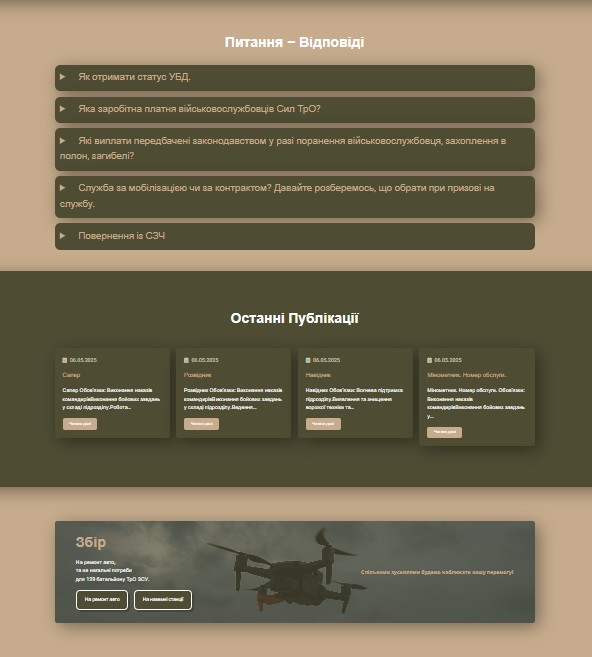 Питання – Відповіді
Як отримати статус УБД.
Яка заробітна платня військовослужбовців Сил ТрО?
Які виплати передбачені законодавством у разі поранення військовослужбовця, захоплення в
полон, загибелі?
Служба за мобілізацією чи за контрактом? Давайте розберемось, що обрати при призові на
службу.
Повернення із СЗЧ
Останні Публікації
06.05.2025
Сапер
Сапер Обов'язки: Виконання наказів
командирівВиконання бойових завдань
у складі підрозділу.Робота...
Читати далі
06.05.2025
Розвідник
Розвідник Обов'язки: Виконання наказів
командирівВиконання бойових завдань
у складі підрозділу.Ведення...
Читати далі
06.05.2025
Навідник
Навідник Обов'язки: Вогнева підтримка
підрозділу.Виявлення та знищення
ворожої техніки та...
Читати далі
06.05.2025
Мінометник. Номер обслуги.
Мінометник. Номер обслуги. Обов'язки:
Виконання наказів
командирівВиконання бойових завдань
у...
Читати далі
Збір
На ремонт авто,
та на нагальні потреби
для 129 батальйону ТрО ЗСУ.
На ремонт авто
На наземні станції
Спільними зусиллями будемо наближати нашу перемогу!